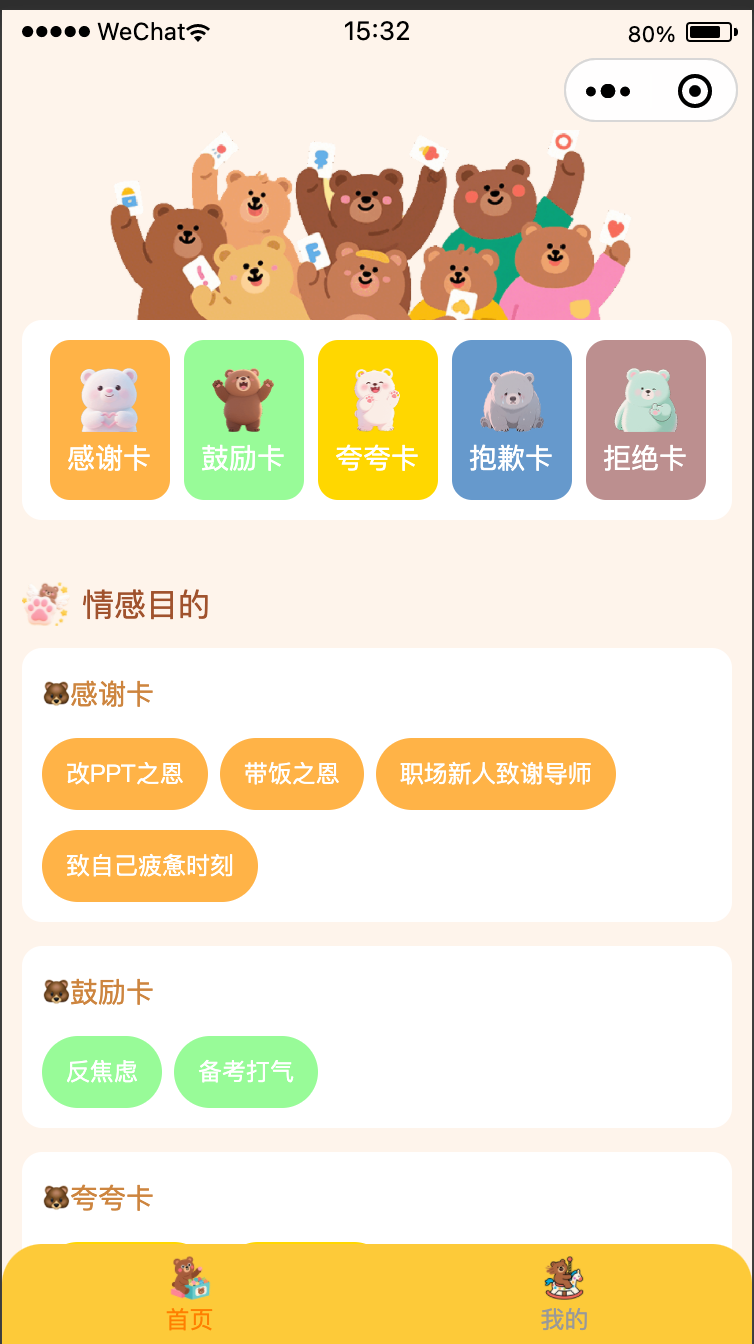 ●●●●● WeChat 15:32 80%
F
感谢卡 鼓励卡 夸夸卡 抱歉卡 拒绝卡
情感目的
感谢卡
改PPT之恩 带饭之恩 职场新人致谢导师
致自己疲惫时刻
鼓励卡
反焦虑 备考打气
夸夸卡
首页 我的